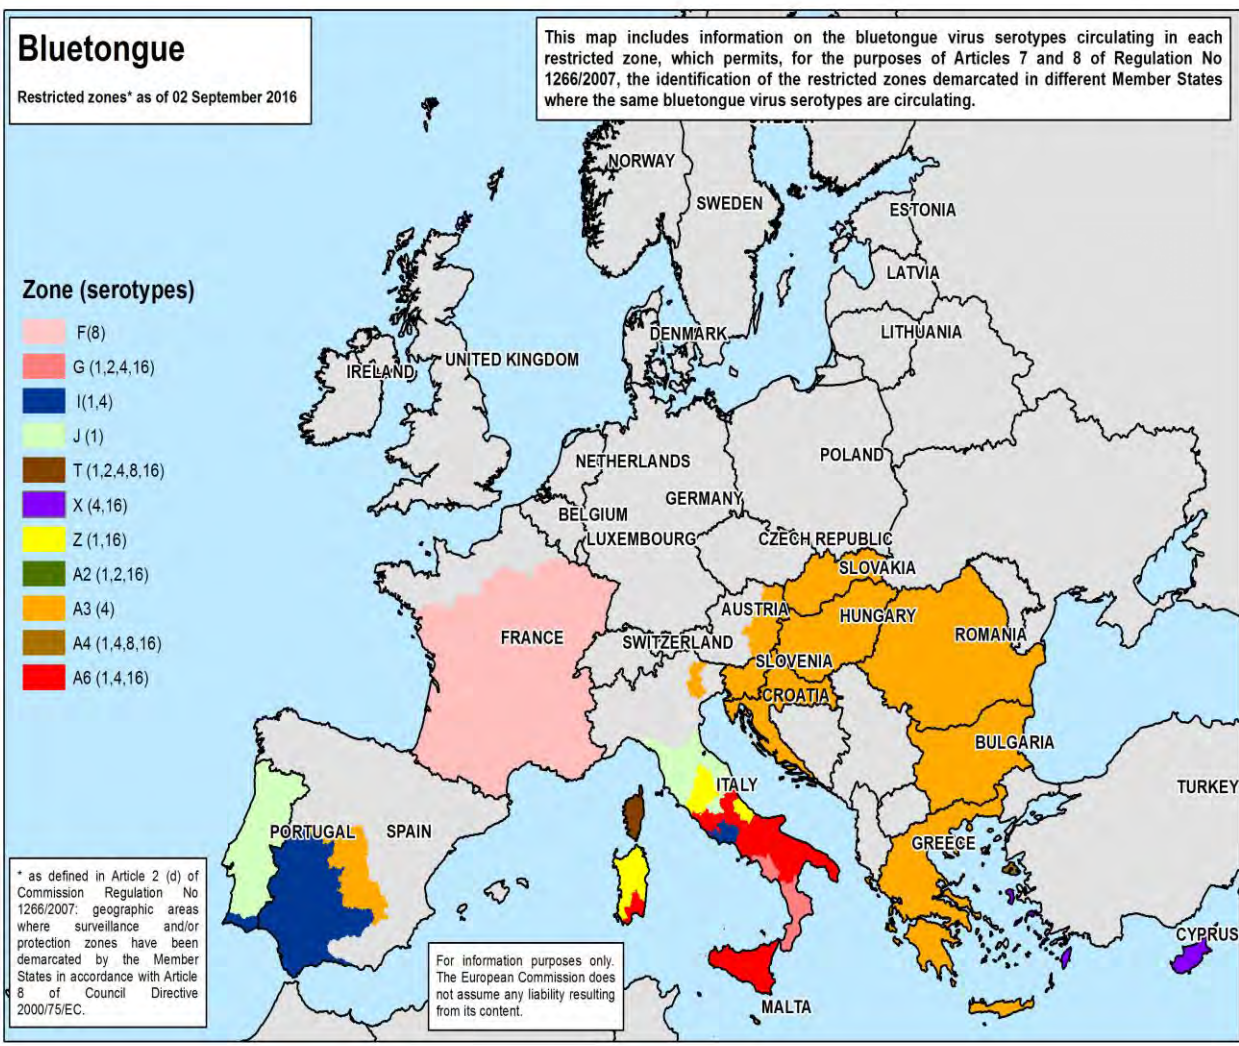 Bluetongue
Restricted zones* as of 02 September 2016
This map includes information on the bluetongue virus serotypes circulating in each
restricted zone, which permits, for the purposes of Articles 7 and 8 of Regulation No
1266/2007, the identification of the restricted zones demarcated in different Member States
where the same bluetongue virus serotypes are circulating.
NORWAY
SWEDEN
ESTONIA
LATVIA
LITHUANIA
DENMARK
UNITED KINGDOM
IRELAND
Zone (serotypes)
F(8)
G (1,2,4,16)
I(1,4)
J (1)
T (1,2,4,8,16)
X (4,16)
Z (1,16)
A2 (1,2,16)
A3 (4)
A4 (1,4,8,16)
A6 (1,4,16)
NETHERLANDS
POLAND
GERMANY
BELGIUM
LUXEMBOURG
CZECH REPUBLIC
SLOVAKIA
AUSTRIA
HUNGARY
FRANCE
SWITZERLAND
ROMANIA
SLOVENIA
CROATIA
BULGARIA
ITALY
TURKEY
PORTUGAL
SPAIN
GREECE
CYPRUS
MALTA
* as defined in Article 2 (d) of
Commission Regulation No
1266/2007: geographic areas
where surveillance and/or
protection zones have been
demarcated by the Member
States in accordance with Article
8 of Council Directive
2000/75/EC.
For information purposes only.
The European Commission does
not assume any liability resulting
from its content.